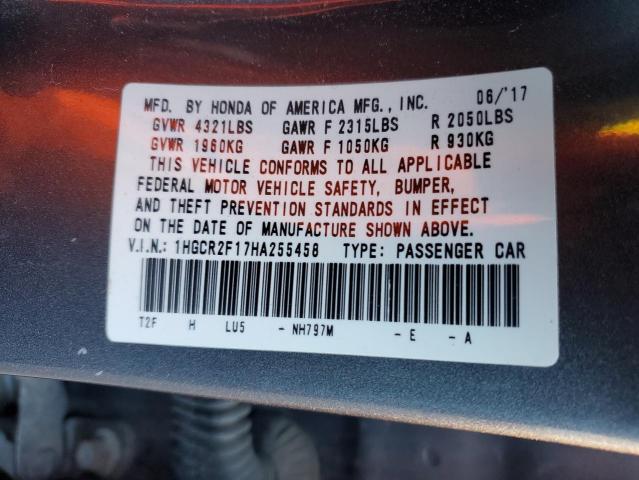 MFD. BY HONDA OF AMERICA MFG., INC. 06/'17
GVWR 4321LBS GAWR F 2315LBS R 2050LBS
GVWR 1960KG GAWR F 1050KG R 930KG
THIS VEHICLE CONFORMS TO ALL APPLICABLE
FEDERAL MOTOR VEHICLE SAFETY, BUMPER,
AND THEFT PREVENTION STANDARDS IN EFFECT
ON THE DATE OF MANUFACTURE SHOWN ABOVE.
V.I.N.: 1HGCR2F17HA255458 TYPE: PASSENGER CAR
T2F H LU5 - NH797M - E - A